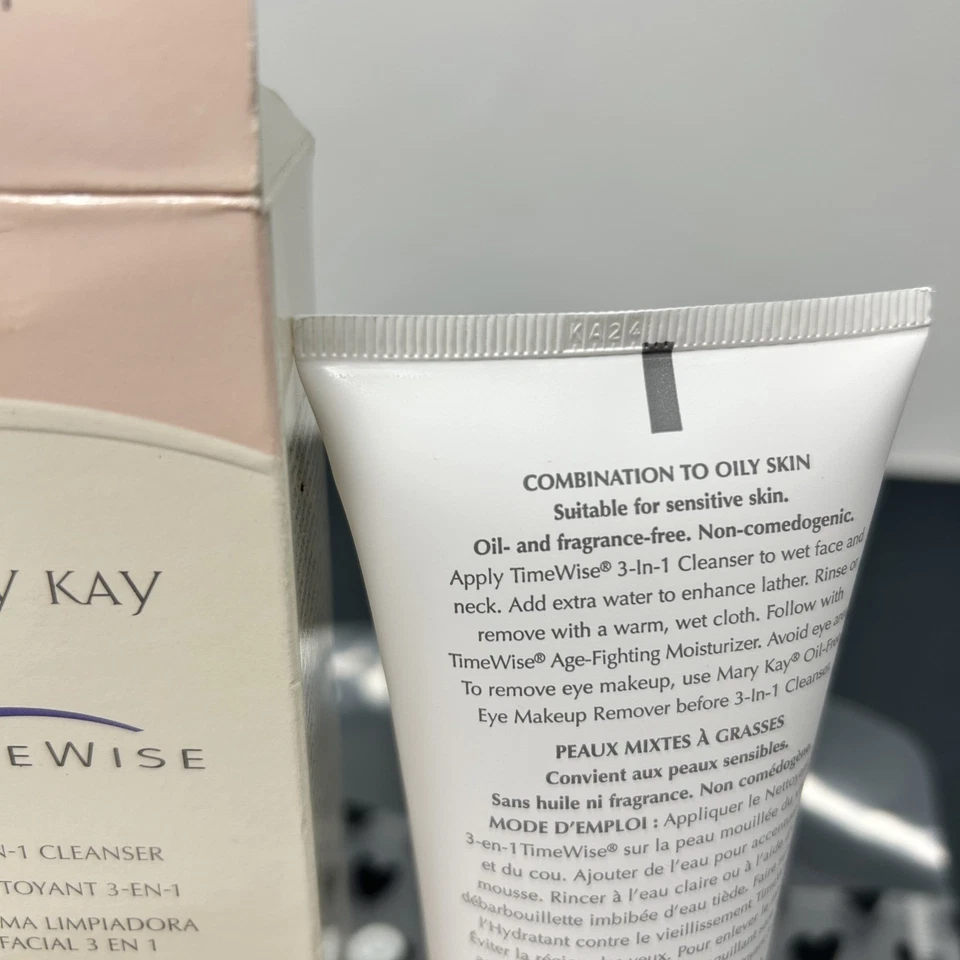 Y KAY
EWISE
-1 CLEANSER
TOYANT 3-EN-1
MA LIMPIADORA
FACIAL 3 EN 1
KA24
COMBINATION TO OILY SKIN
Suitable for sensitive skin.
Oil- and fragrance-free. Non-comedogenic.
Apply TimeWise® 3-In-1 Cleanser to wet face and
neck. Add extra water to enhance lather. Rinse or
remove with a warm, wet cloth. Follow with
TimeWise® Age-Fighting Moisturizer. Avoid eye
To remove eye makeup, use Mary Kay® Oil-Free
Eye Makeup Remover before 3-In-1 Cleanser.
PEAUX MIXTES À GRASSES
Convient aux peaux sensibles.
Sans huile ni fragrance. Non comédogène
MODE D'EMPLOI : Appliquer le
3-en-1 TimeWise® sur la peau mouillée du
et du cou. Ajouter de l'eau pour
mousse. Rincer à l'eau claire ou à l'aide
débarbouillette imbibée d'eau tiède.
l'Hydratant contre le vieillissement
Éviter la yeux. Pour enlever